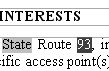 INTERESTS
State Route 93, in
ific access point(s)